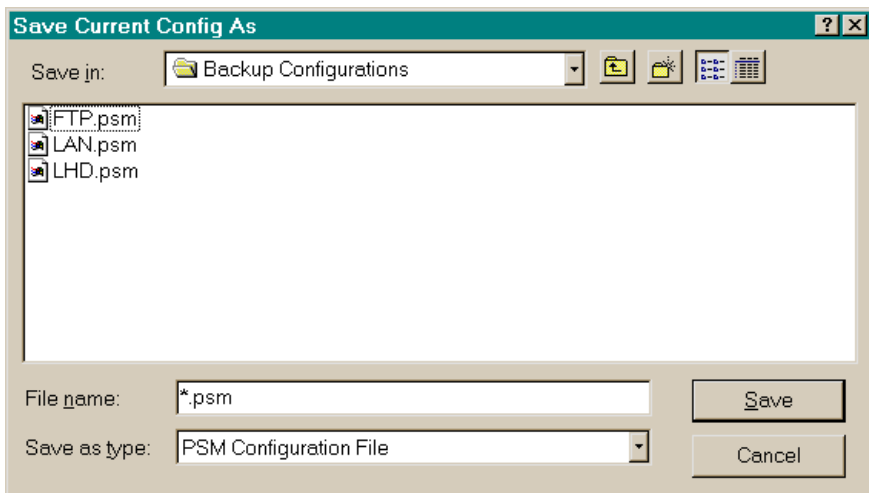 Save Current Config As
Save in: Backup Configurations
FTP.psm
LAN.psm
LHD.psm
File name: *.psm Save
Save as type: PSM Configuration File Cancel